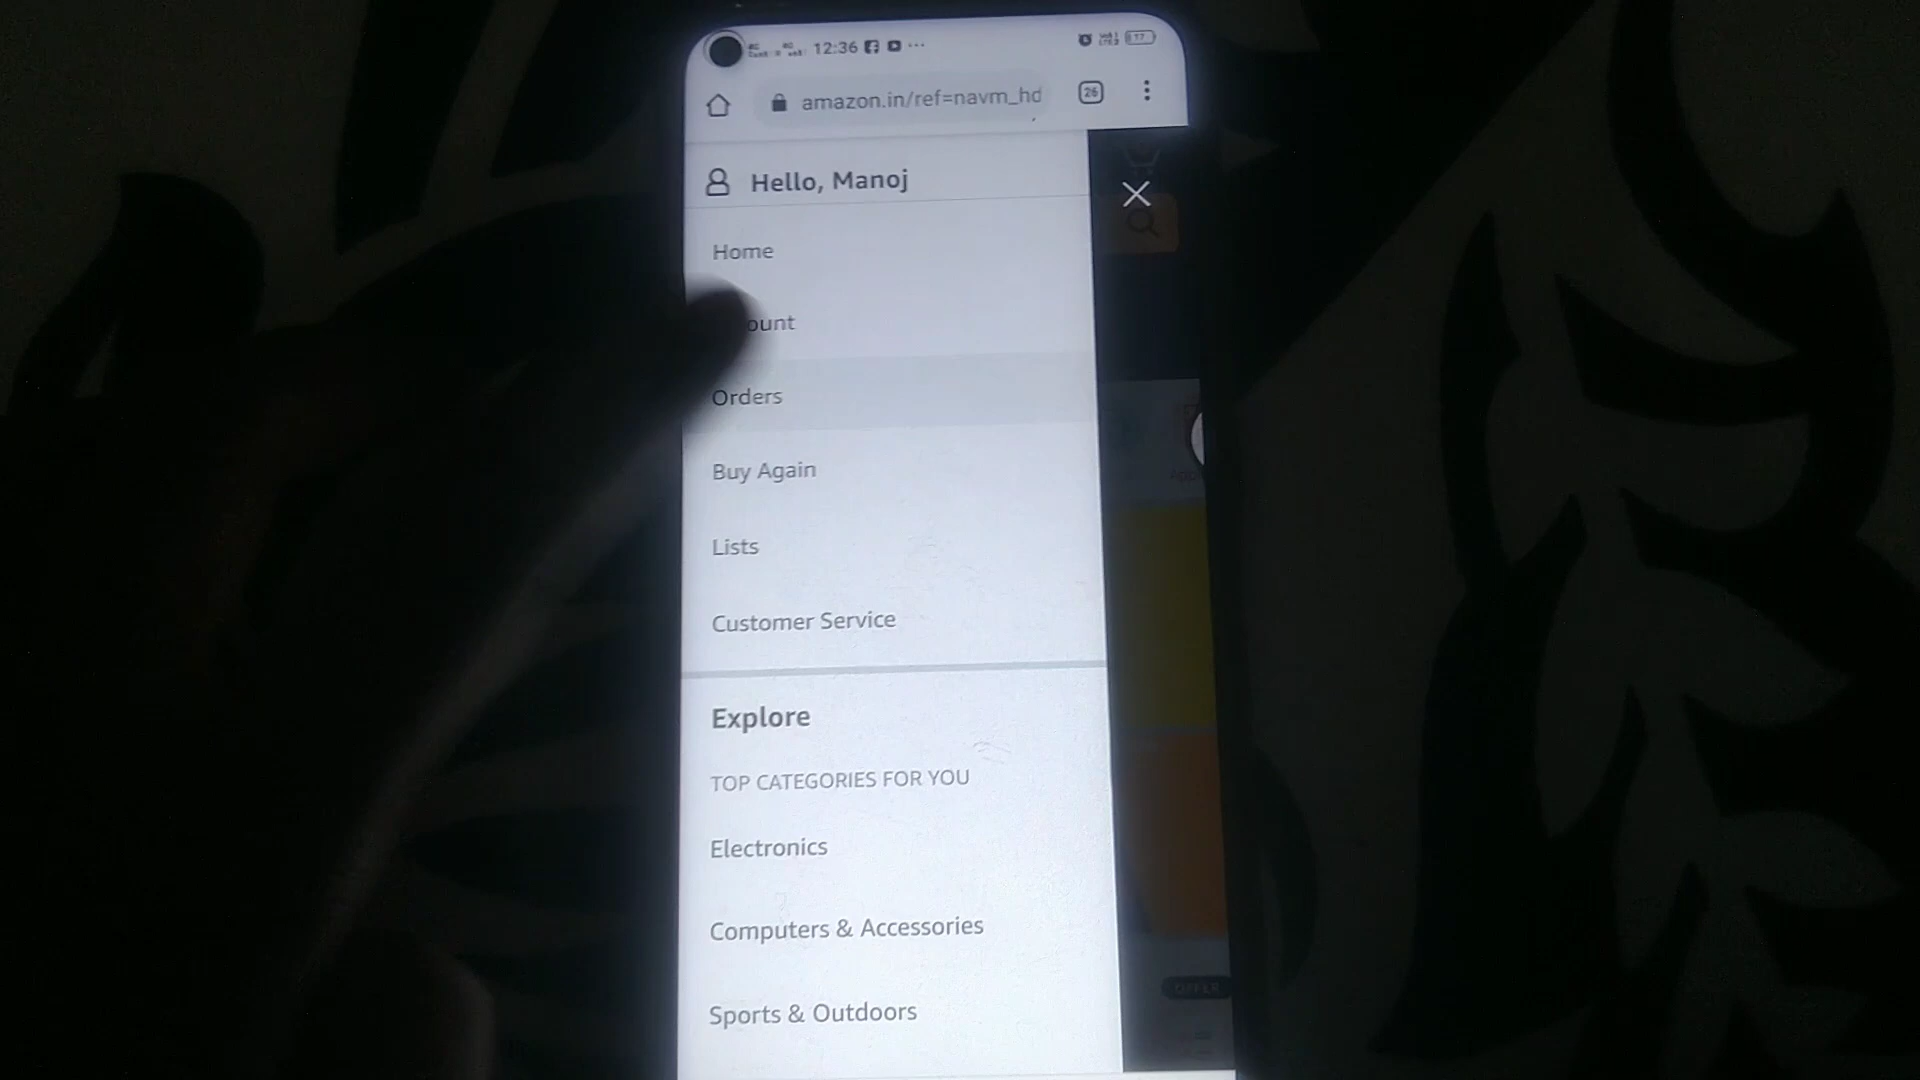 12:36
amazon.in/ref=navm_hd
26
Hello, Manoj
Home
ount
Orders
Buy Again
Lists
Customer Service
Explore
TOP CATEGORIES FOR YOU
Electronics
Computers & Accessories
Sports & Outdoors
OFFER